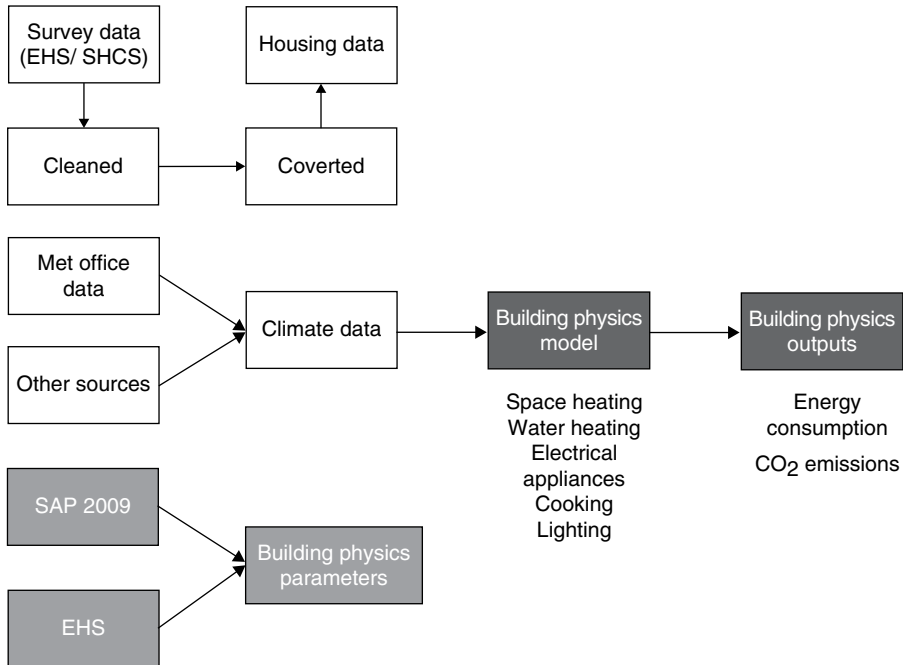 Survey data
(EHS/ SHCS)
Housing data
Cleaned
Coverted
Met office
data
Climate data
Other sources
Building physics
model
Building physics
outputs
Space heating
Water heating
Electrical
appliances
Cooking
Lighting
Energy
consumption
CO2 emissions
SAP 2009
Building physics
parameters
EHS